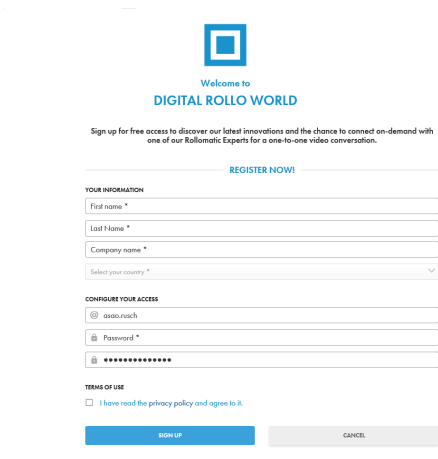 Welcome to
DIGITAL ROLLO WORLD
Sign up for free access to discover our latest innovations and the chance to connect on-demand with
one of our Rollomatic Experts for a one-to-one video conversation.
REGISTER NOW!
YOUR INFORMATION
First name *
Last Name *
Company name *
Select your country *
CONFIGURE YOUR ACCESS
@ asao.rusch
Password *
••••••••••••••
TERMS OF USE
I have read the privacy policy and agree to it.
SIGN UP CANCEL